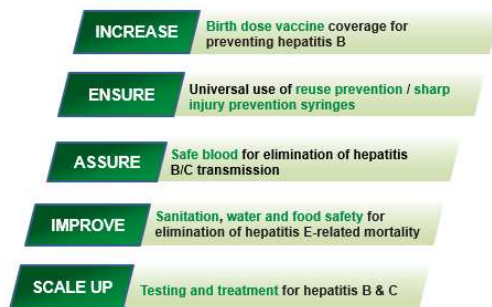 INCREASE
Birth dose vaccine coverage for
preventing hepatitis B
ENSURE
Universal use of reuse prevention / sharp
injury prevention syringes
ASSURE
Safe blood for elimination of hepatitis
B/C transmission
IMPROVE
Sanitation, water and food safety for
elimination of hepatitis E-related mortality
SCALE UP
Testing and treatment for hepatitis B & C